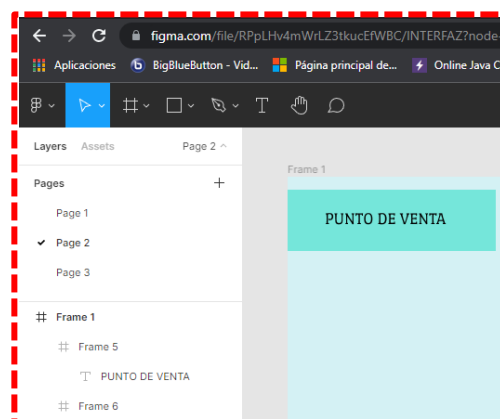 figma.com/file/RPpLHv4mWrLZ3tkucEfWBC/INTERFAZ?node-
Aplicaciones BigBlueButton - Vid... Página principal de... Online Java C
Layers Assets Page 2
Frame 1
Pages
Page 1
PUNTO DE VENTA
Page 2
Page 3
Frame 1
Frame 5
PUNTO DE VENTA
Frame 6